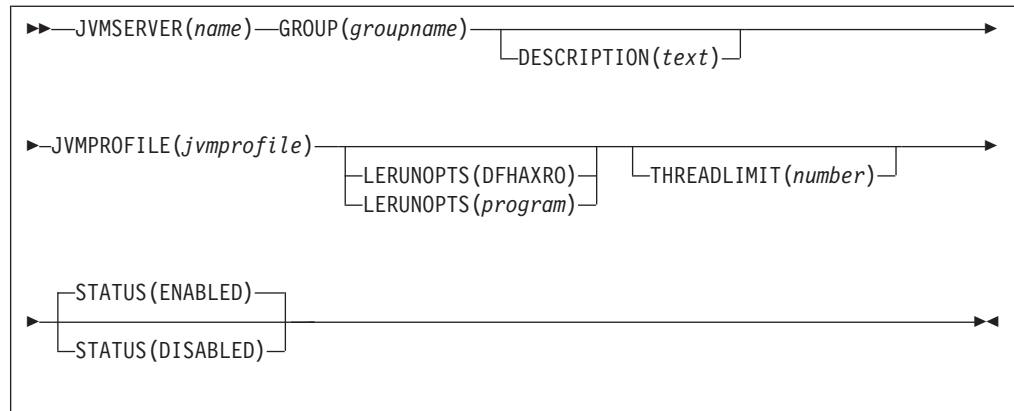 JVMSERVER(name) GROUP(groupname)
DESCRIPTION(text)
JVMPROFILE(jvmprofile)
LERUNOPTS(DFHAXRO) THREADLIMIT(number)
LERUNOPTS(program)
STATUS(ENABLED)
STATUS(DISABLED)